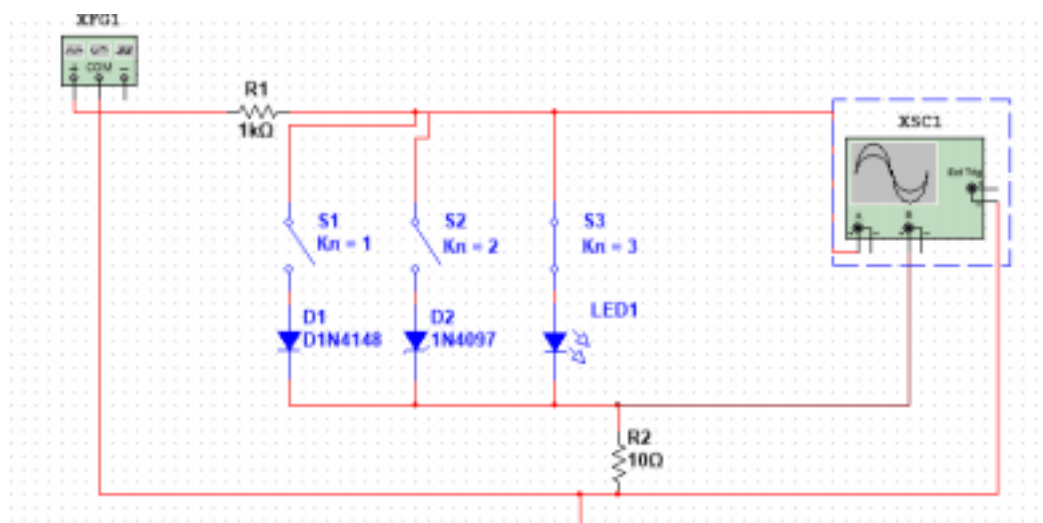 XFG1
COM
R1
1kΩ
XSC1
Ext Trig
A
B
S1
Kn = 1
S2
Kn = 2
S3
Kn = 3
D1
D1N4148
D2
1N4097
LED1
R2
10Ω